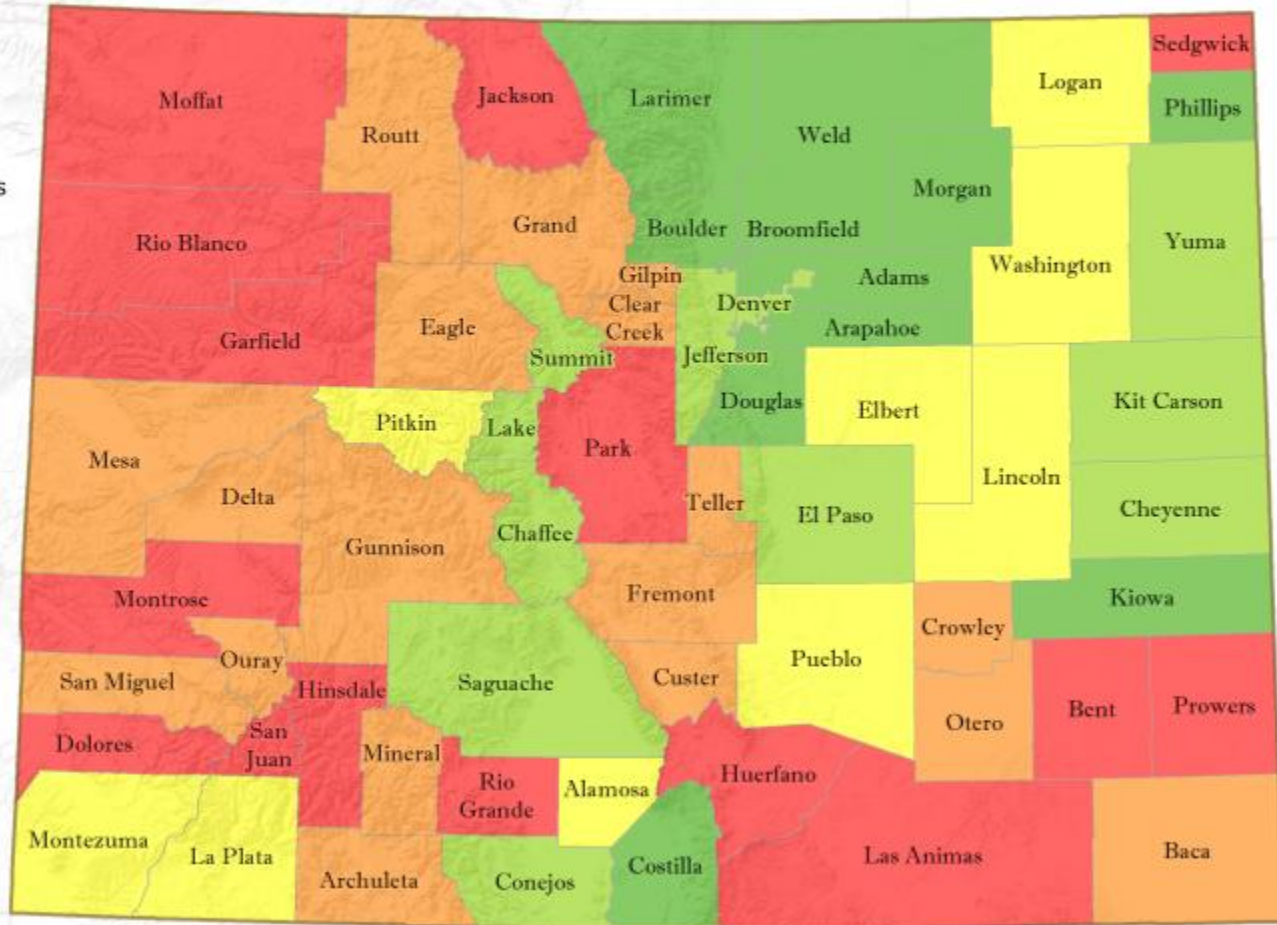 Sedgwick
Logan
Moffat
Jackson
Larimer
Phillips
Routt
Weld
s
Morgan
Grand
Boulder
Broomfield
Rio Blanco
Yuma
Washington
Gilpin
Adams
Clear
Creek
Denver
Eagle
Arapahoe
Garfield
Summit
Jefferson
Douglas
Kit Carson
Elbert
Pitkin
Lake
Park
Mesa
Lincoln
Delta
Teller
Cheyenne
El Paso
Chaffee
Gunnison
Fremont
Montrose
Kiowa
Crowley
Ouray
Pueblo
San Miguel
Custer
Saguache
Hinsdale
Bent
Prowers
Otero
San
Juan
Dolores
Mineral
Huerfano
Rio
Grande
Alamosa
Montezuma
La Plata
Las Animas
Baca
Costilla
Archuleta
Conejos